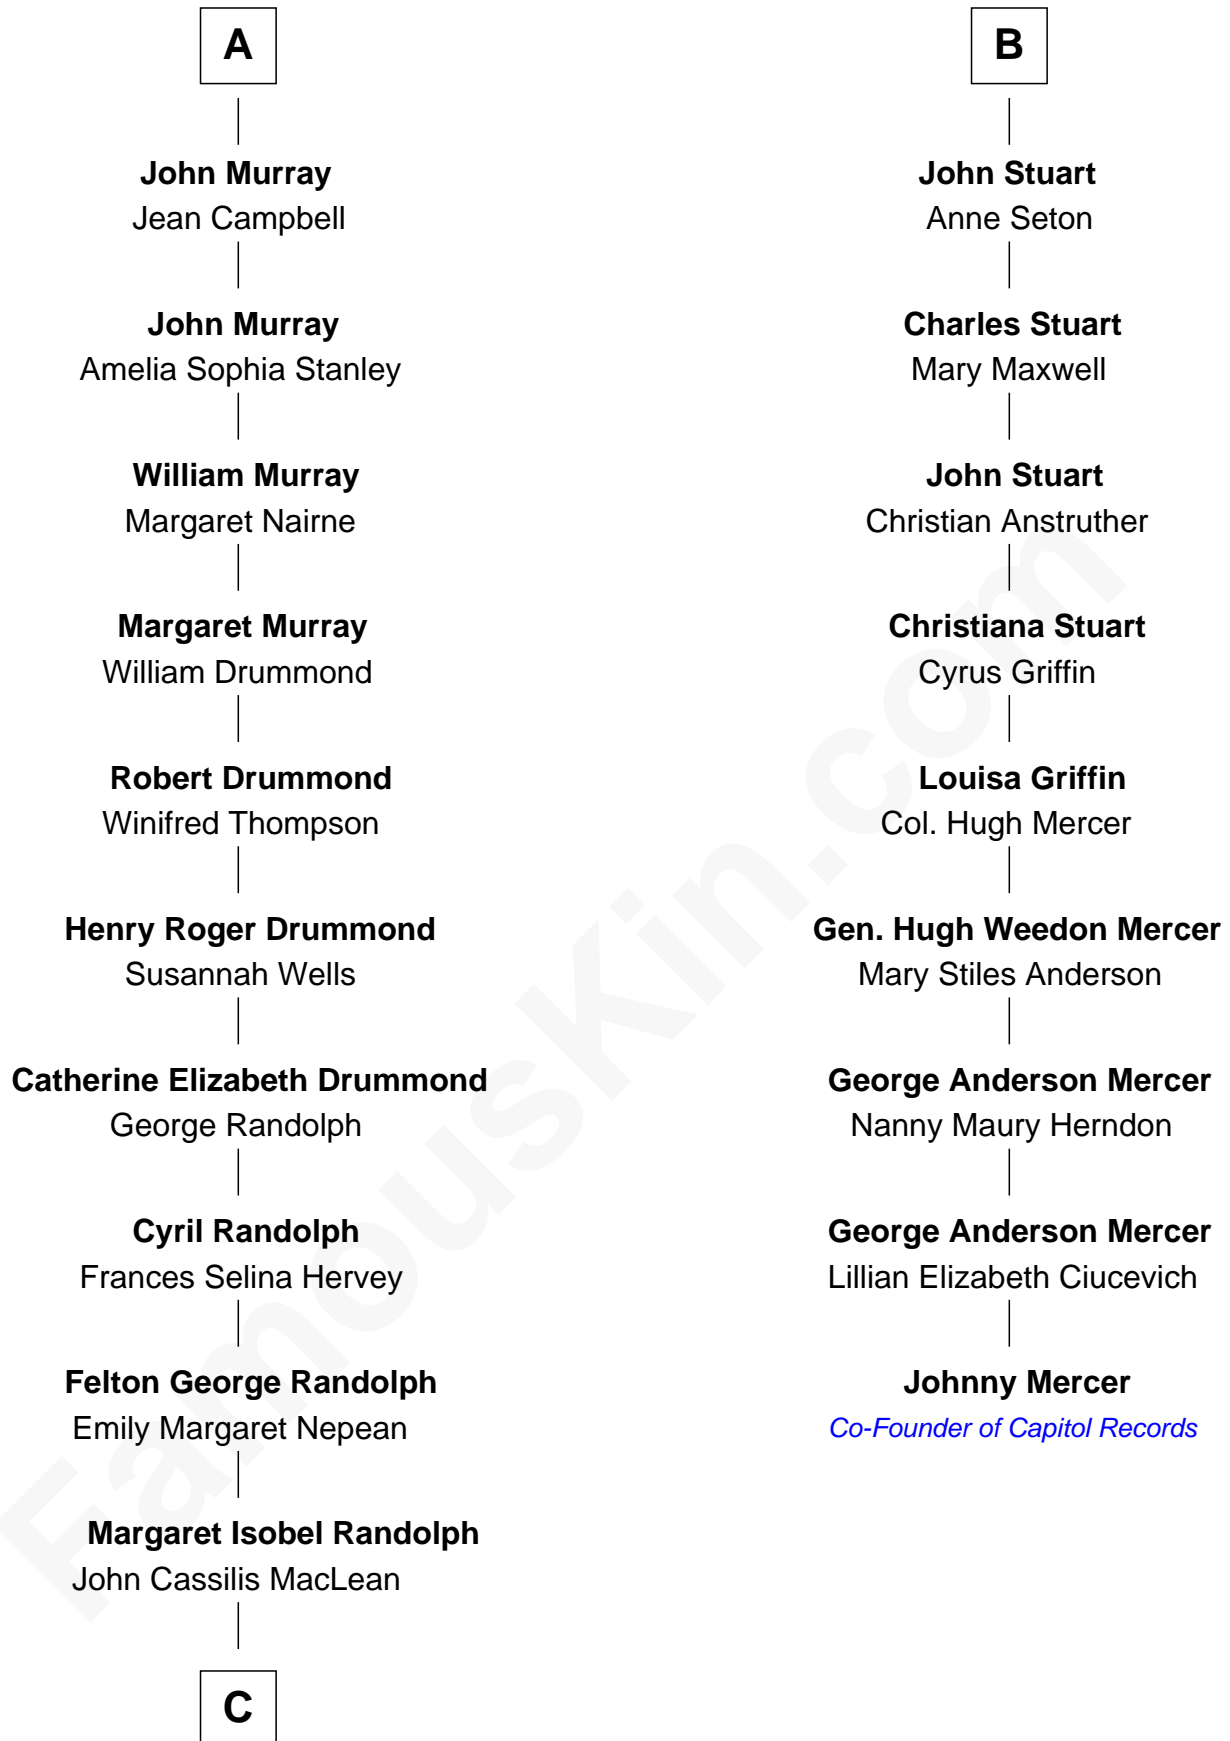 A
John Murray
Jean Campbell
John Murray
Amelia Sophia Stanley
William Murray
Margaret Nairne
Margaret Murray
William Drummond
Robert Drummond
Winifred Thompson
Henry Roger Drummond
Susannah Wells
Catherine Elizabeth Drummond
George Randolph
Cyril Randolph
Frances Selina Hervey
Felton George Randolph
Emily Margaret Nepean
Margaret Isobel Randolph
John Cassilis MacLean
C
B
John Stuart
Anne Seton
Charles Stuart
Mary Maxwell
John Stuart
Christian Anstruther
Christiana Stuart
Cyrus Griffin
Louisa Griffin
Col. Hugh Mercer
Gen. Hugh Weedon Mercer
Mary Stiles Anderson
George Anderson Mercer
Nanny Maury Herndon
George Anderson Mercer
Lillian Elizabeth Ciucevich
Johnny Mercer
Co-Founder of Capitol Records
FamousKin.com